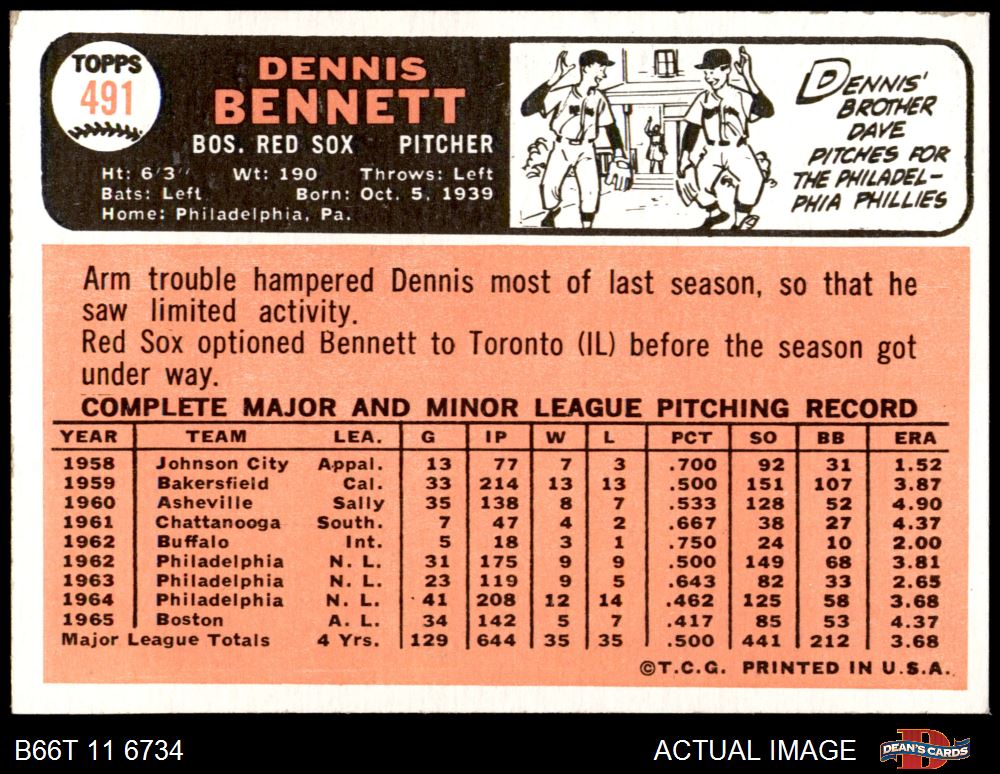 TOPPS
491
DENNIS
BENNETT
BOS. RED SOX PITCHER
Ht: 6'3" Wt: 190 Throws: Left
Bats: Left Born: Oct. 5, 1939
Home: Philadelphia, Pa.
DENNIS'
BROTHER
DAVE
PITCHES FOR
THE PHILADEL-
PHIA PHILLIES
Arm trouble hampered Dennis most of last season, so that he
saw limited activity.
Red Sox optioned Bennett to Toronto (IL) before the season got
under way.
COMPLETE MAJOR AND MINOR LEAGUE PITCHING RECORD
YEAR TEAM LEA. G IP W L PCT SO BB ERA
1958 Johnson City Appal. 13 77 7 3 .700 92 31 1.52
1959 Bakersfield Cal. 33 214 13 13 .500 151 107 3.87
1960 Asheville Sally 35 138 8 7 .533 128 52 4.90
1961 Chattanooga South. 7 47 4 2 .667 38 27 4.37
1962 Buffalo Int. 5 18 3 1 .750 24 10 2.00
1962 Philadelphia N. L. 31 175 9 9 .500 149 68 3.81
1963 Philadelphia N. L. 23 119 9 5 .643 82 33 2.65
1964 Philadelphia N. L. 41 208 12 14 .462 125 58 3.68
1965 Boston A. L. 34 142 5 7 .417 85 53 4.37
Major League Totals 4 Yrs. 129 644 35 35 .500 441 212 3.68
©T.C.G. PRINTED IN U.S.A.
B66T 11 6734 ACTUAL IMAGE DEAN'S CARDS